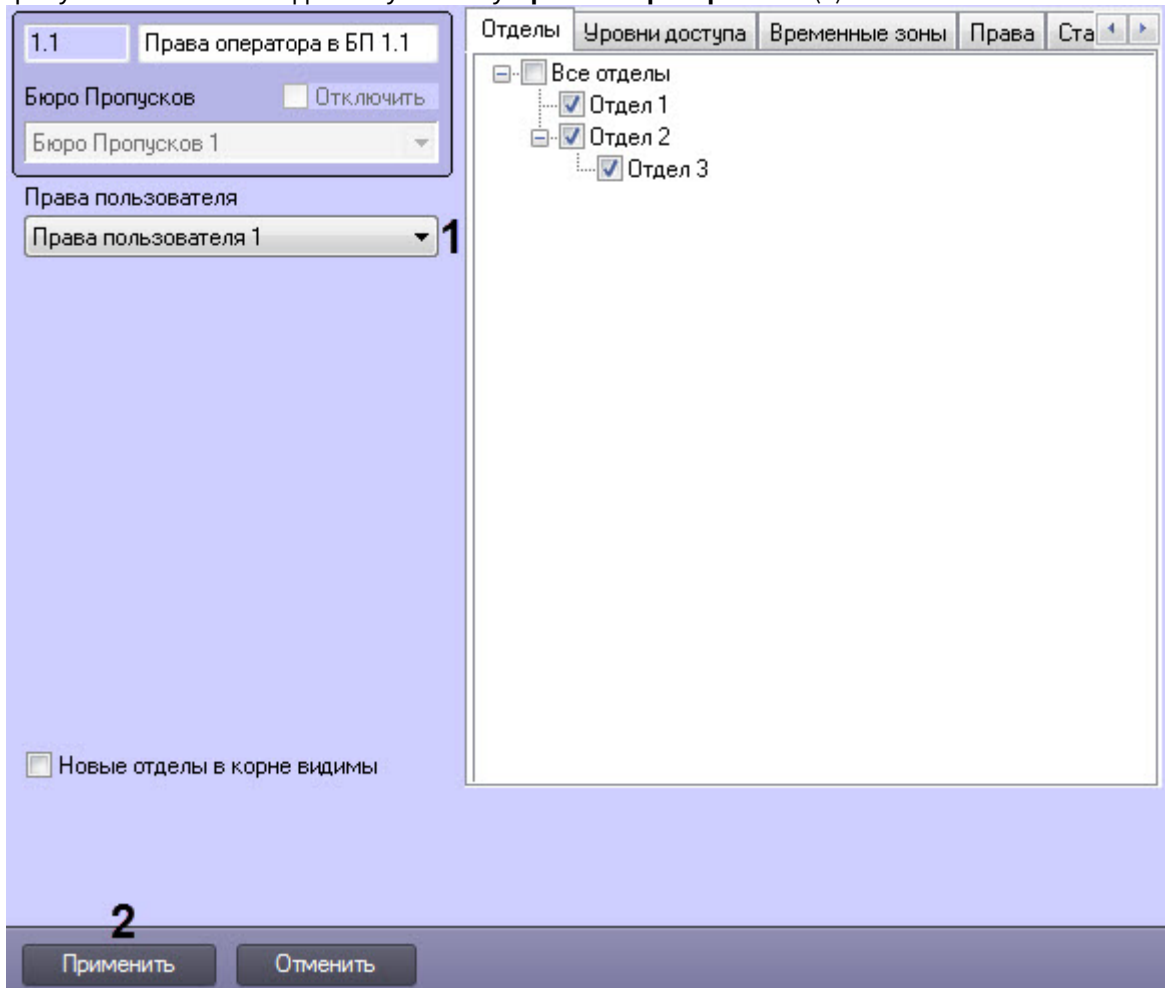 1.1 Права оператора в БП 1.1
Бюро Пропусков Отключить
Бюро Пропусков 1
Права пользователя
Права пользователя 1 1
Отделы Уровни доступа Временные зоны Права Ста
Все отделы
Отдел 1
Отдел 2
Отдел 3
Новые отделы в корне видимы
2
Применить Отменить